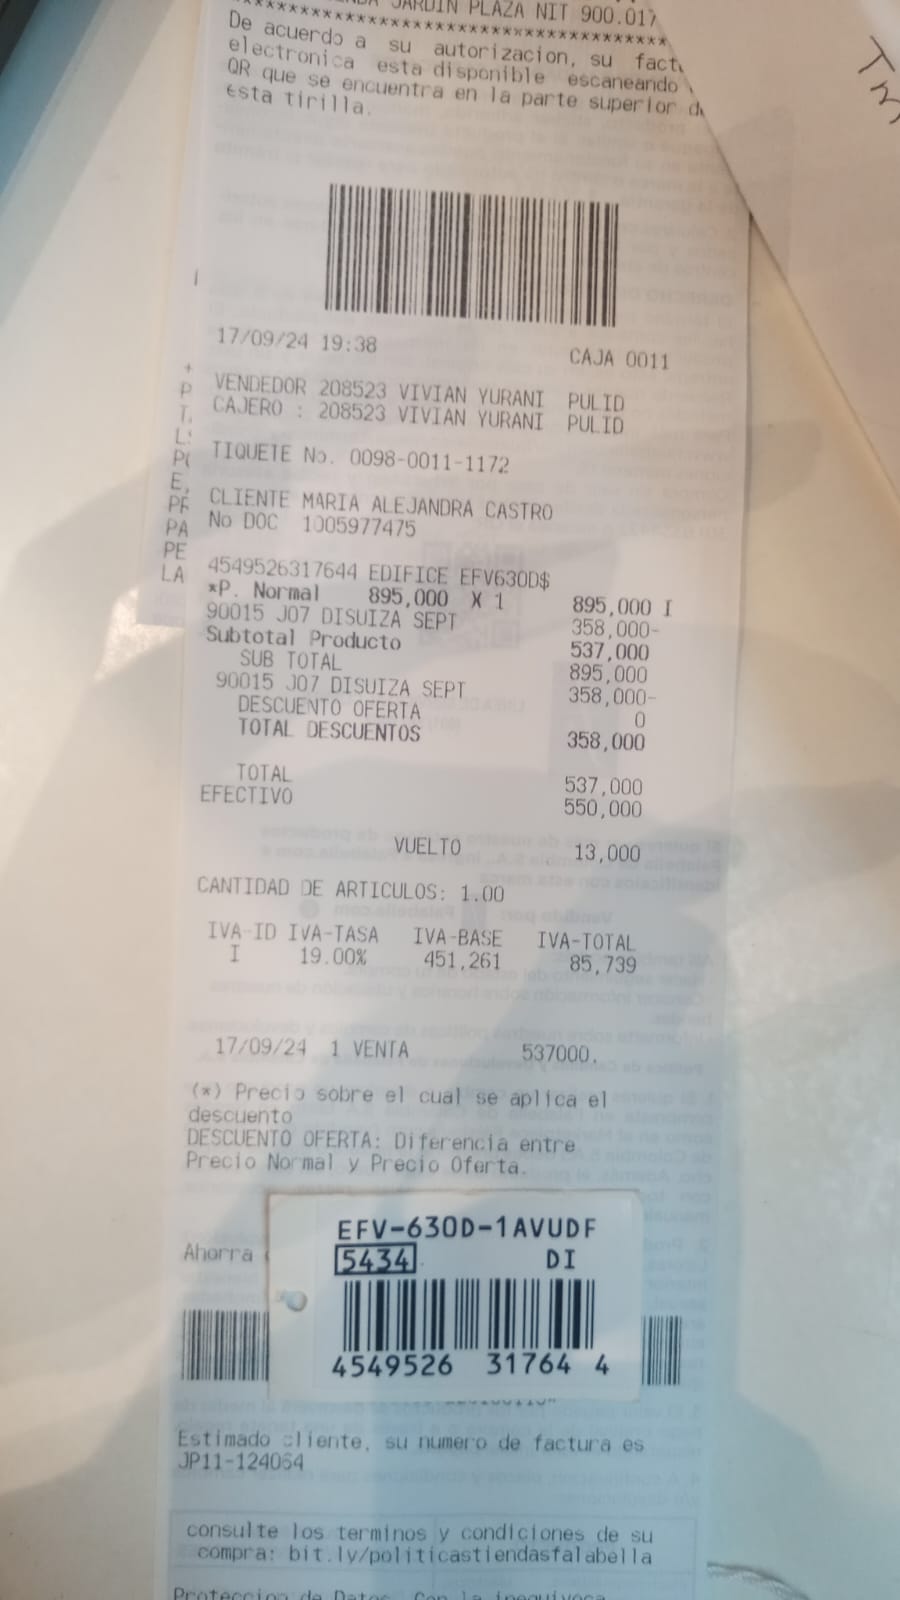 JARDIN PLAZA NIT 900.017
****************************************
De acuerdo a su autorizacion, su
electronica esta disponible escaneando
QR que se encuentra en la parte superior
esta tirilla.
17/09/24 19:38 CAJA 0011
VENDEDOR 208523 VIVIAN YURANI PULID
CAJERO : 208523 VIVIAN YURANI PULID
TIQUETE No. 0098-0011-1172
CLIENTE MARIA ALEJANDRA CASTRO
No DOC 1005977475
4549526317644 EDIFICE EFV630D$
*P. Normal 895,000 X 1 895,000 I
90015 J07 DISUIZA SEPT 358,000-
Subtotal Producto 537,000
SUB TOTAL 895,000
90015 J07 DISUIZA SEPT 358,000-
DESCUENTO OFERTA 0
TOTAL DESCUENTOS 358,000
TOTAL 537,000
EFECTIVO 550,000
VUELTO 13,000
CANTIDAD DE ARTICULOS: 1.00
IVA-ID IVA-TASA IVA-BASE IVA-TOTAL
I 19.00% 451,261 85,739
17/09/24 1 VENTA 537000.
(*) Precio sobre el cual se aplica el
descuento
DESCUENTO OFERTA: Diferencia entre
Precio Normal y Precio Oferta.
Ahorra
EFV-630D-1AVUDF
5434 DI
4549526 31764 4
Estimado cliente, su numero de factura es
JP11-124064
consulte los terminos y condiciones de su
compra: bit.ly/politicastiendasfalabella
Proteccion de Datos. Con la inequivoca